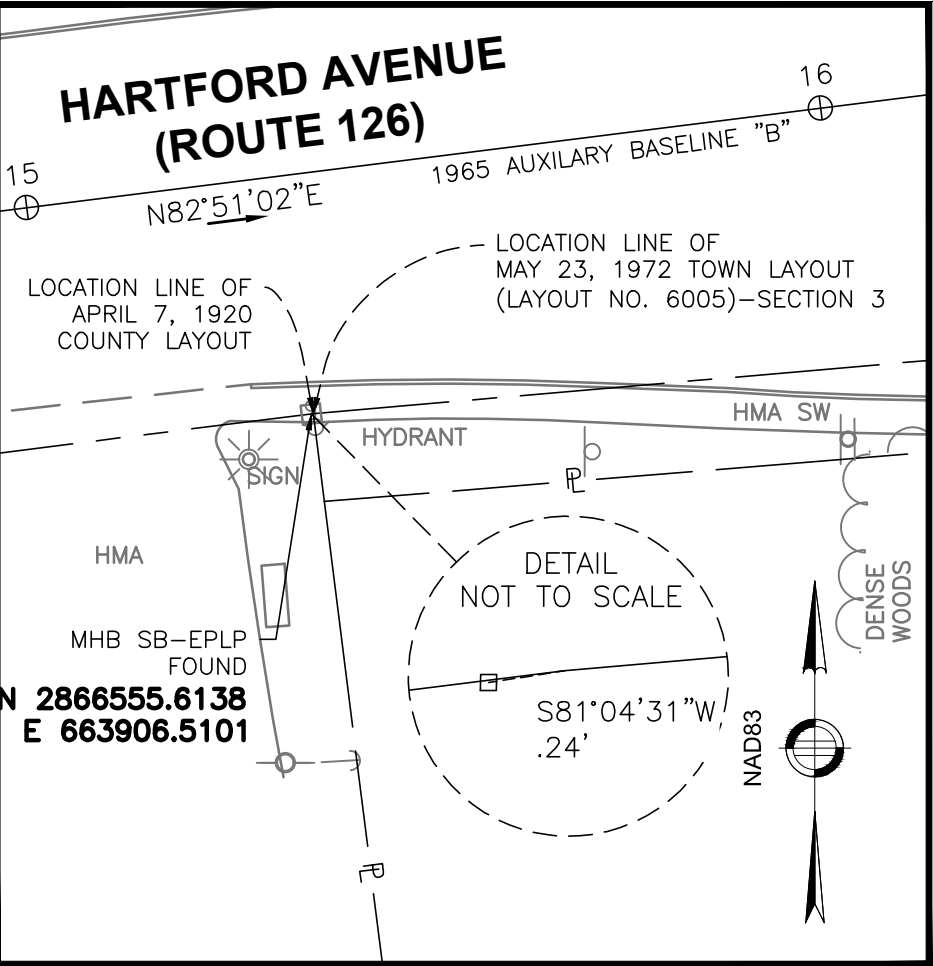 HARTFORD AVENUE
(ROUTE 126)
16
15
1965 AUXILARY BASELINE "B"
N82°51'02"E
LOCATION LINE OF
MAY 23, 1972 TOWN LAYOUT
(LAYOUT NO. 6005)-SECTION 3
LOCATION LINE OF
APRIL 7, 1920
COUNTY LAYOUT
HMA SW
HYDRANT
SIGN
PL
HMA
DETAIL
NOT TO SCALE
DENSE
WOODS
MHB SB-EPLP
FOUND
N 2866555.6138
E 663906.5101
S81°04'31"W
.24'
NAD83
PL